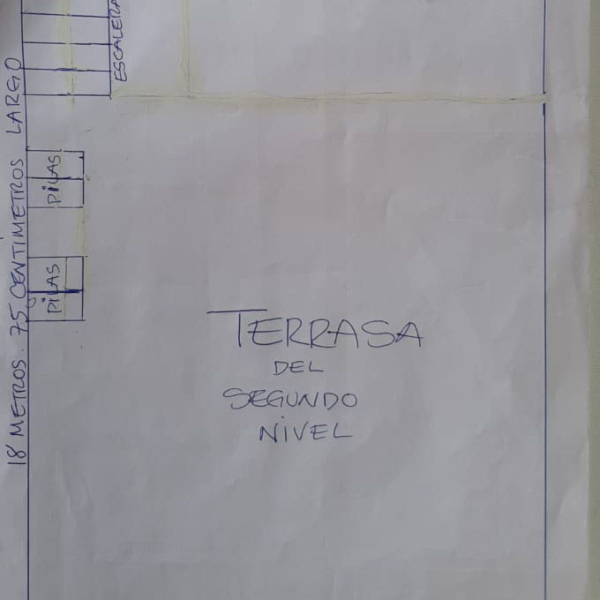 ESCALERA
18 METROS. 75 CENTIMETROS LARGO
PILAS
PILAS
TERRASA
DEL
SEGUNDO
NIVEL